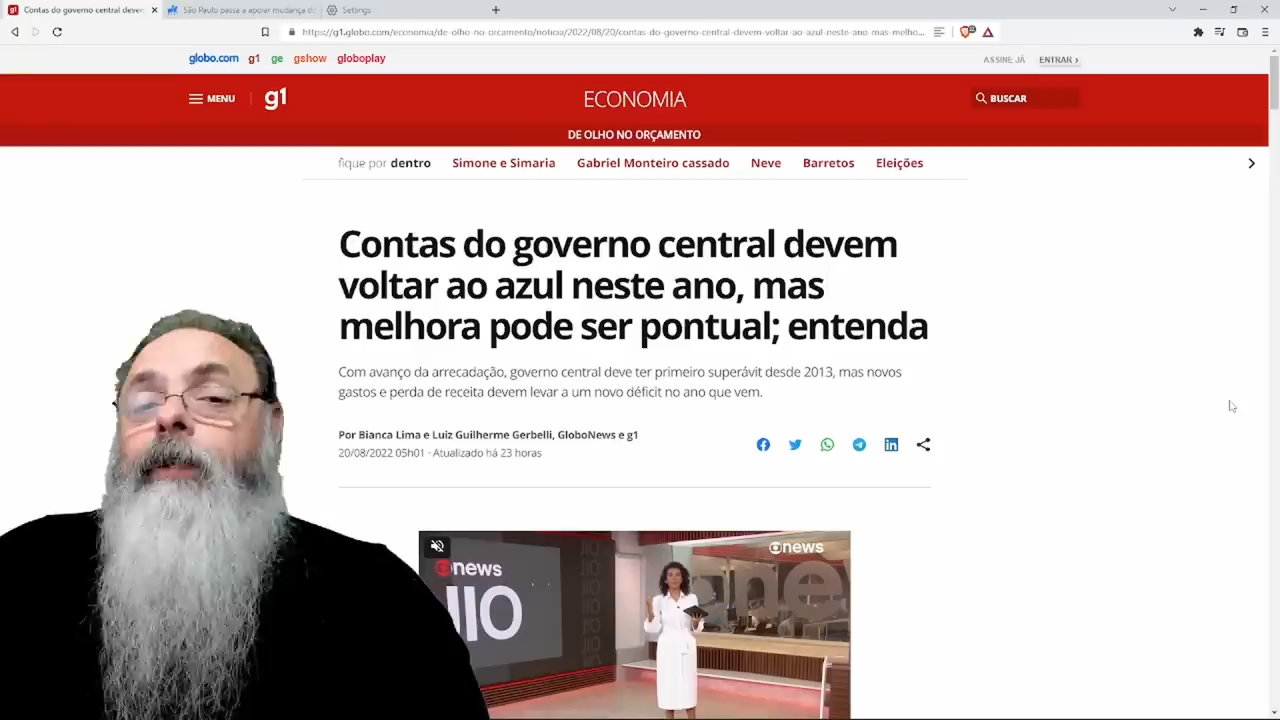 Contas do governo central devem
São Paulo passa a apoiar mudança do
Settings
https://g1.globo.com/economia/de-olho-no-orcamento/noticia/2022/08/20/contas-do-governo-central-devem-voltar-ao-azul-neste-ano-mas-melho...
globo.com g1 ge gshow globoplay
ASSINE JÁ ENTRAR ›
MENU g1 ECONOMIA BUSCAR
DE OLHO NO ORÇAMENTO
fique por dentro Simone e Simaria Gabriel Monteiro cassado Neve Barretos Eleições
Contas do governo central devem
voltar ao azul neste ano, mas
melhora pode ser pontual; entenda
Com avanço da arrecadação, governo central deve ter primeiro superávit desde 2013, mas novos
gastos e perda de receita devem levar a um novo déficit no ano que vem.
Por Bianca Lima e Luiz Guilherme Gerbelli, GloboNews e g1
20/08/2022 05h01 · Atualizado há 23 horas
news
news